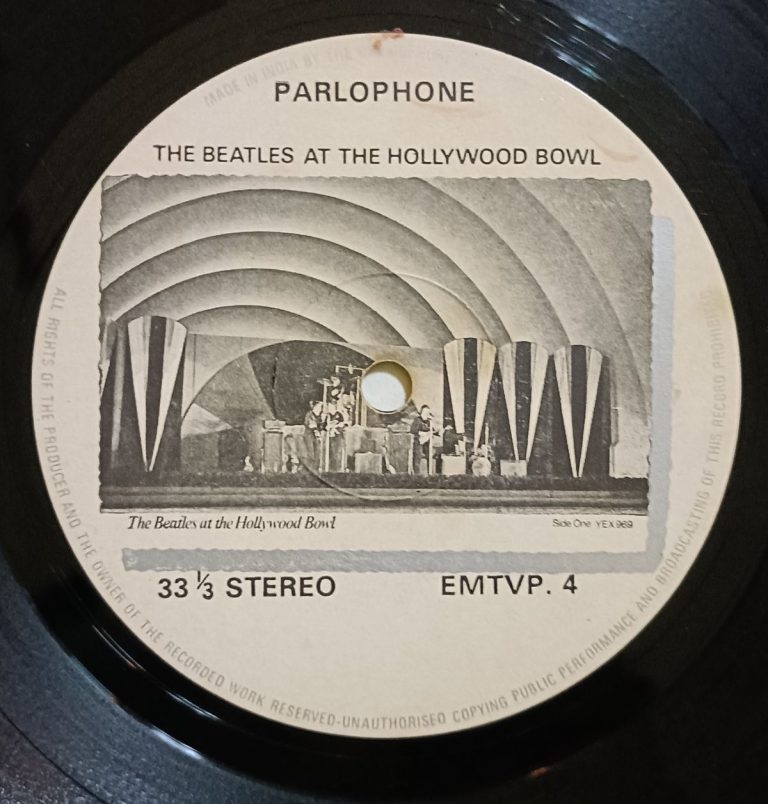 MADE IN INDIA BY THE
PARLOPHONE
THE BEATLES AT THE HOLLYWOOD BOWL
The Beatles at the Hollywood Bowl
Side One YEX 969
33 1/3 STEREO
EMTVP. 4
ALL RIGHTS OF THE PRODUCER AND THE OWNER OF THE RECORDED WORK RESERVED-UNAUTHORISED COPYING PUBLIC PERFORMANCE AND BROADCASTING OF THIS RECORD PROHIBITED